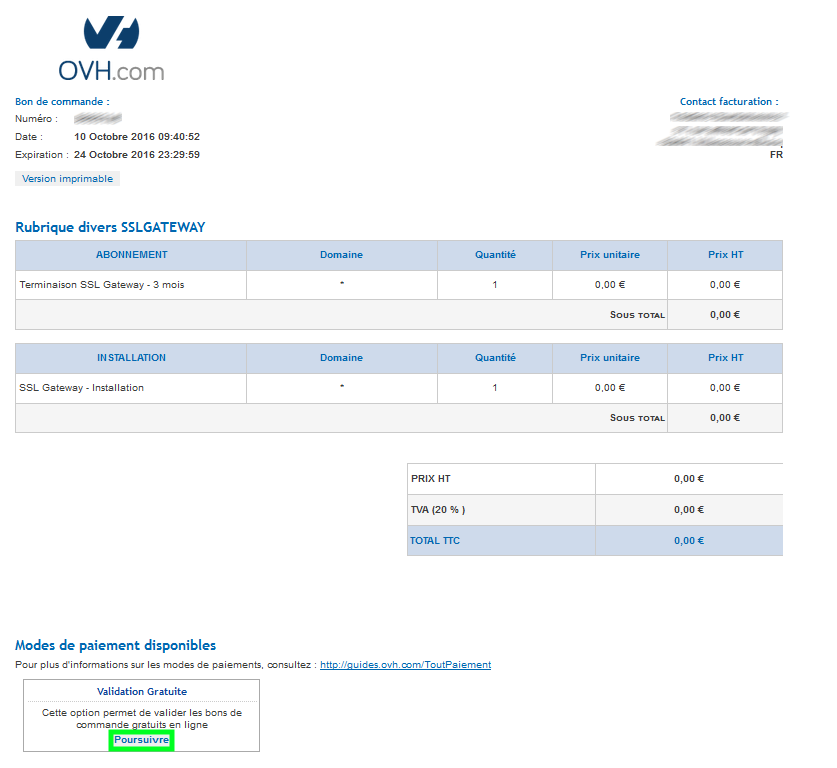 OVH.com
Bon de commande :
Contact facturation :
Numéro :
Date : 10 Octobre 2016 09:40:52
Expiration : 24 Octobre 2016 23:29:59
FR
Version imprimable
Rubrique divers SSLGATEWAY
ABONNEMENT Domaine Quantité Prix unitaire Prix HT
Terminaison SSL Gateway - 3 mois * 1 0,00 € 0,00 €
SOUS TOTAL 0,00 €
INSTALLATION Domaine Quantité Prix unitaire Prix HT
SSL Gateway - Installation * 1 0,00 € 0,00 €
SOUS TOTAL 0,00 €
PRIX HT 0,00 €
TVA (20 % ) 0,00 €
TOTAL TTC 0,00 €
Modes de paiement disponibles
Pour plus d'informations sur les modes de paiements, consultez : http://guides.ovh.com/ToutPaiement
Validation Gratuite
Cette option permet de valider les bons de
commande gratuits en ligne
Poursuivre